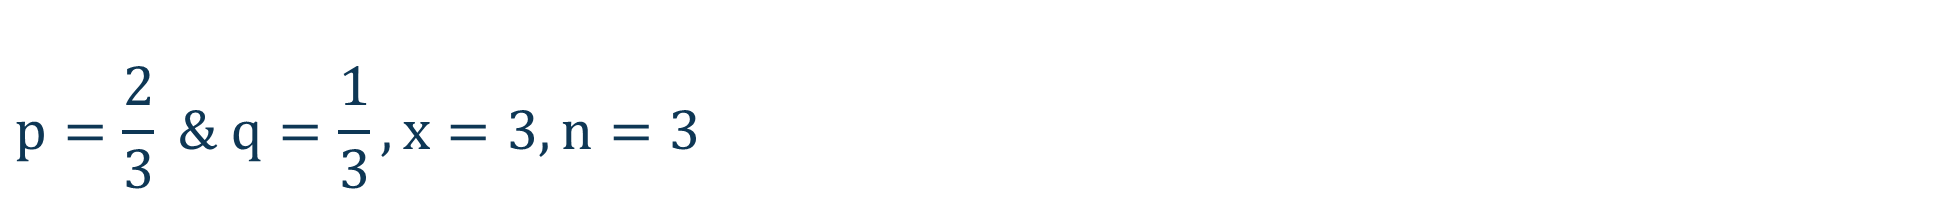 p = 2/3 & q = 1/3, x = 3, n = 3